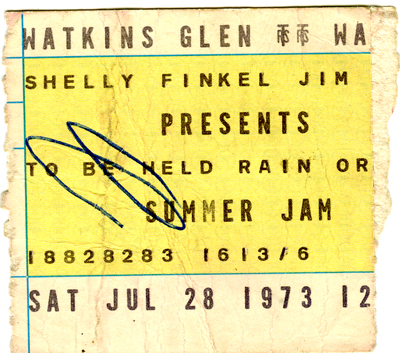 WATKINS GLEN TT WA
SHELLY FINKEL JIM
PRESENTS
TO BE HELD RAIN OR
SUMMER JAM
18828283 1613/6
SAT JUL 28 1973 12